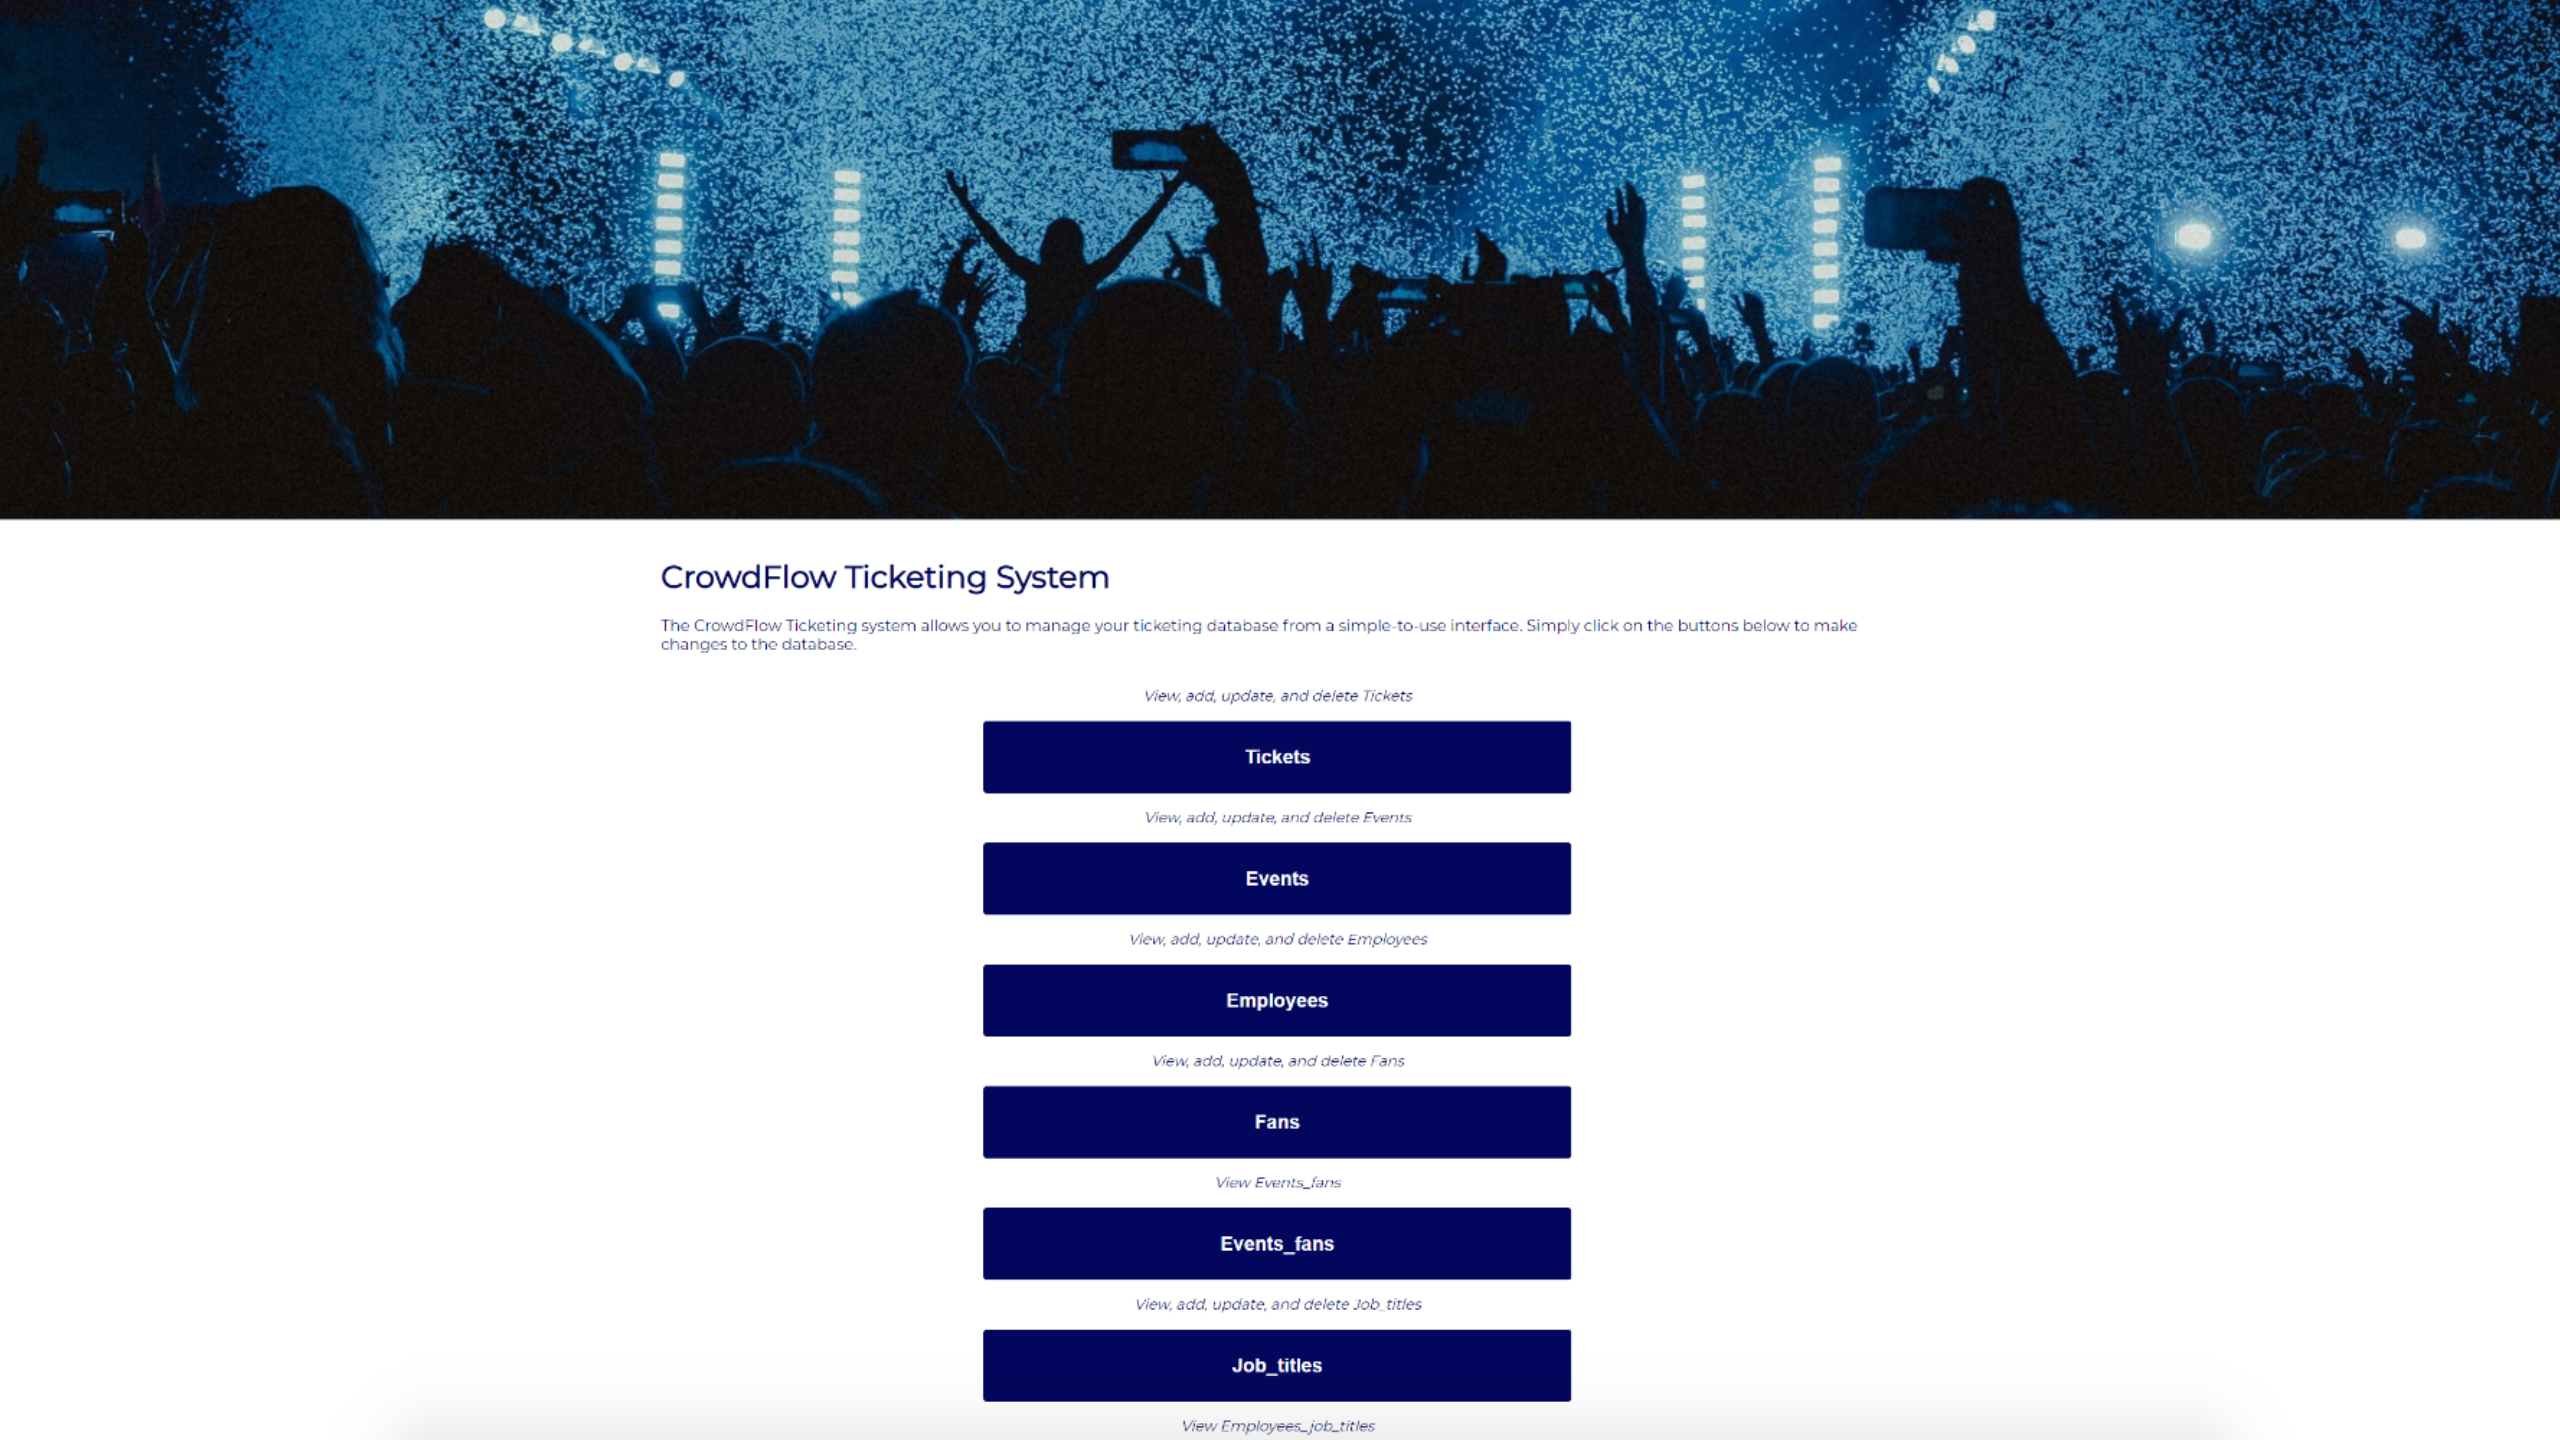 CrowdFlow Ticketing System
The CrowdFlow Ticketing system allows you to manage your ticketing database from a simple-to-use interface. Simply click on the buttons below to make
changes to the database.
View, add, update, and delete Tickets
Tickets
View, add, update, and delete Events
Events
View, add, update, and delete Employees
Employees
View, add, update, and delete Fans
Fans
View Events_fans
Events_fans
View, add, update, and delete Job_titles
Job_titles
View Employees_job_titles